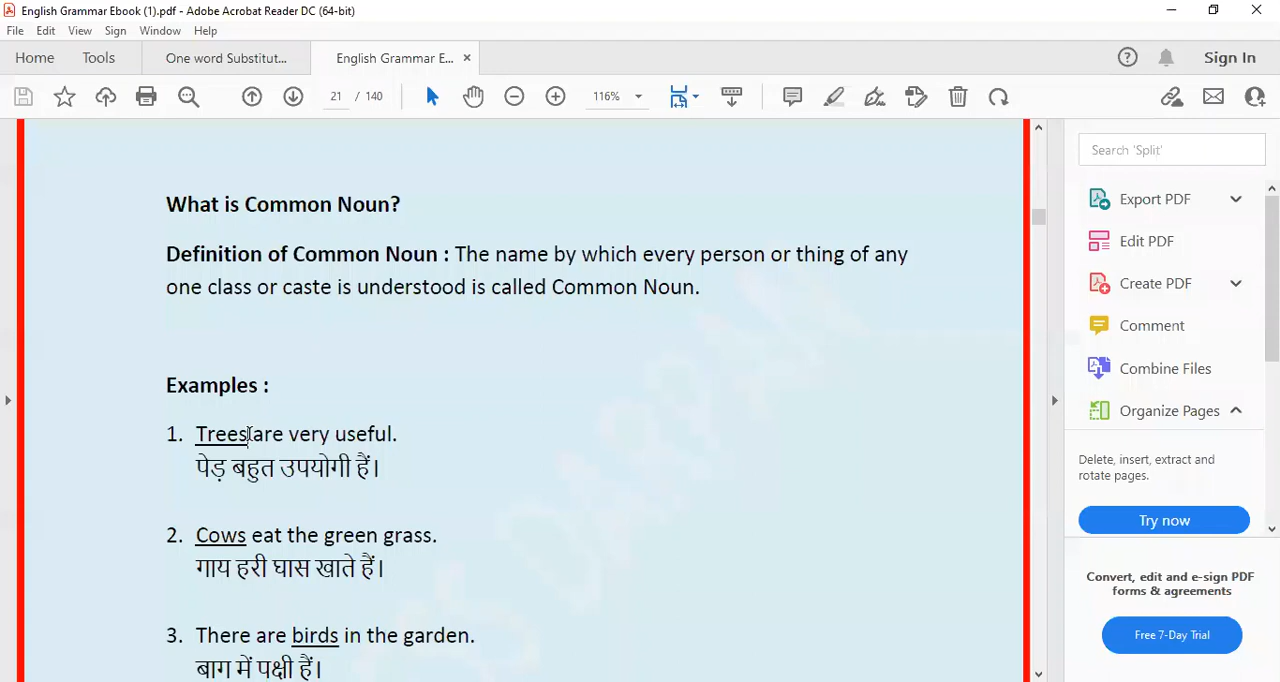 English Grammar Ebook (1).pdf - Adobe Acrobat Reader DC (64-bit)
File Edit View Sign Window Help
Home Tools One word Substitut... English Grammar E... × Sign In
21 / 140 116%
What is Common Noun?
Definition of Common Noun : The name by which every person or thing of any
one class or caste is understood is called Common Noun.
Examples :
1. Trees are very useful.
पेड़ बहुत उपयोगी हैं।
2. Cows eat the green grass.
गाय हरी घास खाते हैं।
3. There are birds in the garden.
बाग में पक्षी हैं।
Search 'Split'
Export PDF
Edit PDF
Create PDF
Comment
Combine Files
Organize Pages
Delete, insert, extract and
rotate pages.
Try now
Convert, edit and e-sign PDF
forms & agreements
Free 7-Day Trial